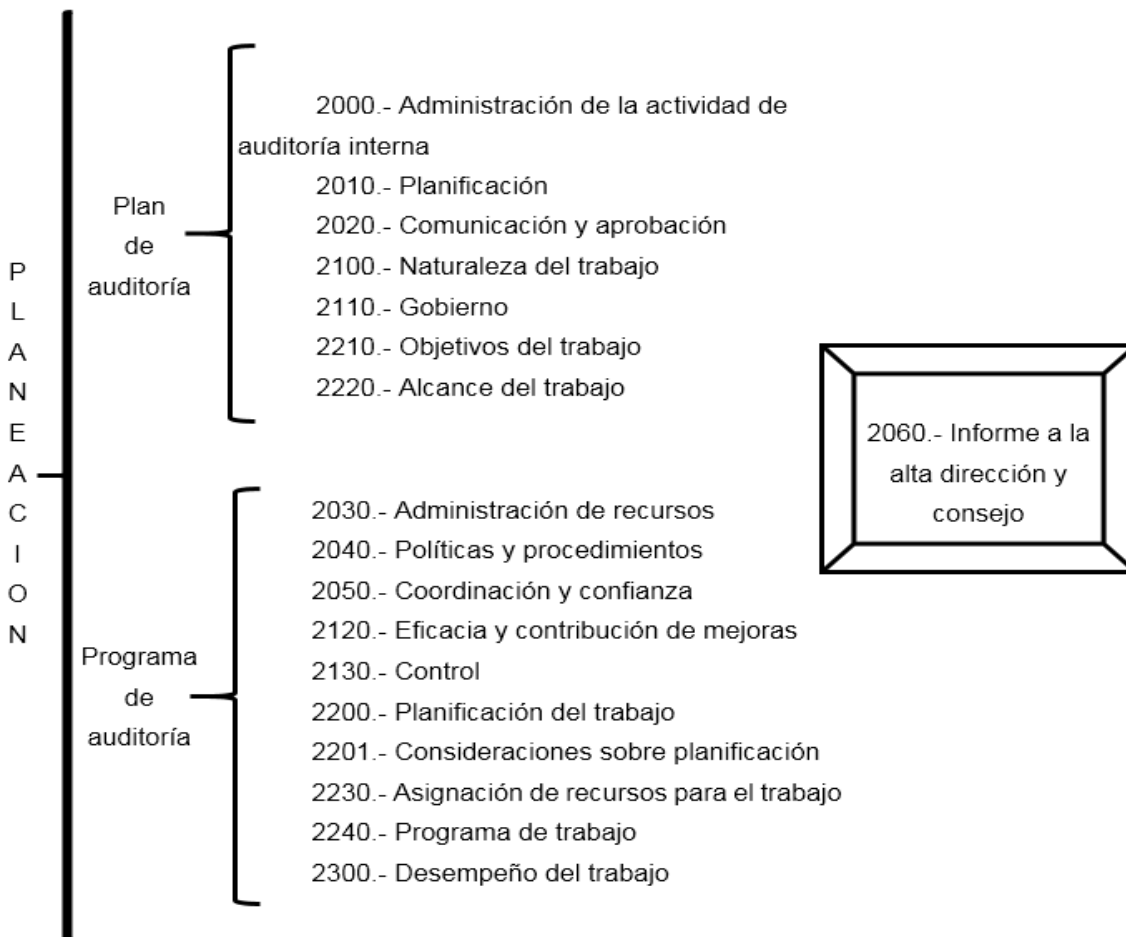 PLANEACION
Plan
de
auditoría
2000.- Administración de la actividad de
auditoría interna
2010.- Planificación
2020.- Comunicación y aprobación
2100.- Naturaleza del trabajo
2110.- Gobierno
2210.- Objetivos del trabajo
2220.- Alcance del trabajo
Programa
de
auditoría
2030.- Administración de recursos
2040.- Políticas y procedimientos
2050.- Coordinación y confianza
2120.- Eficacia y contribución de mejoras
2130.- Control
2200.- Planificación del trabajo
2201.- Consideraciones sobre planificación
2230.- Asignación de recursos para el trabajo
2240.- Programa de trabajo
2300.- Desempeño del trabajo
2060.- Informe a la
alta dirección y
consejo